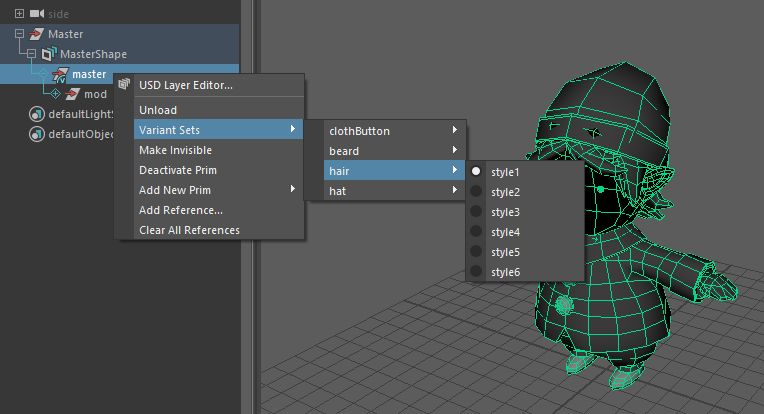 side
Master
MasterShape
master
mod
defaultLightS
defaultObjec
USD Layer Editor...
Unload
Variant Sets
Make Invisible
Deactivate Prim
Add New Prim
Add Reference...
Clear All References
clothButton
beard
hair
hat
style1
style2
style3
style4
style5
style6